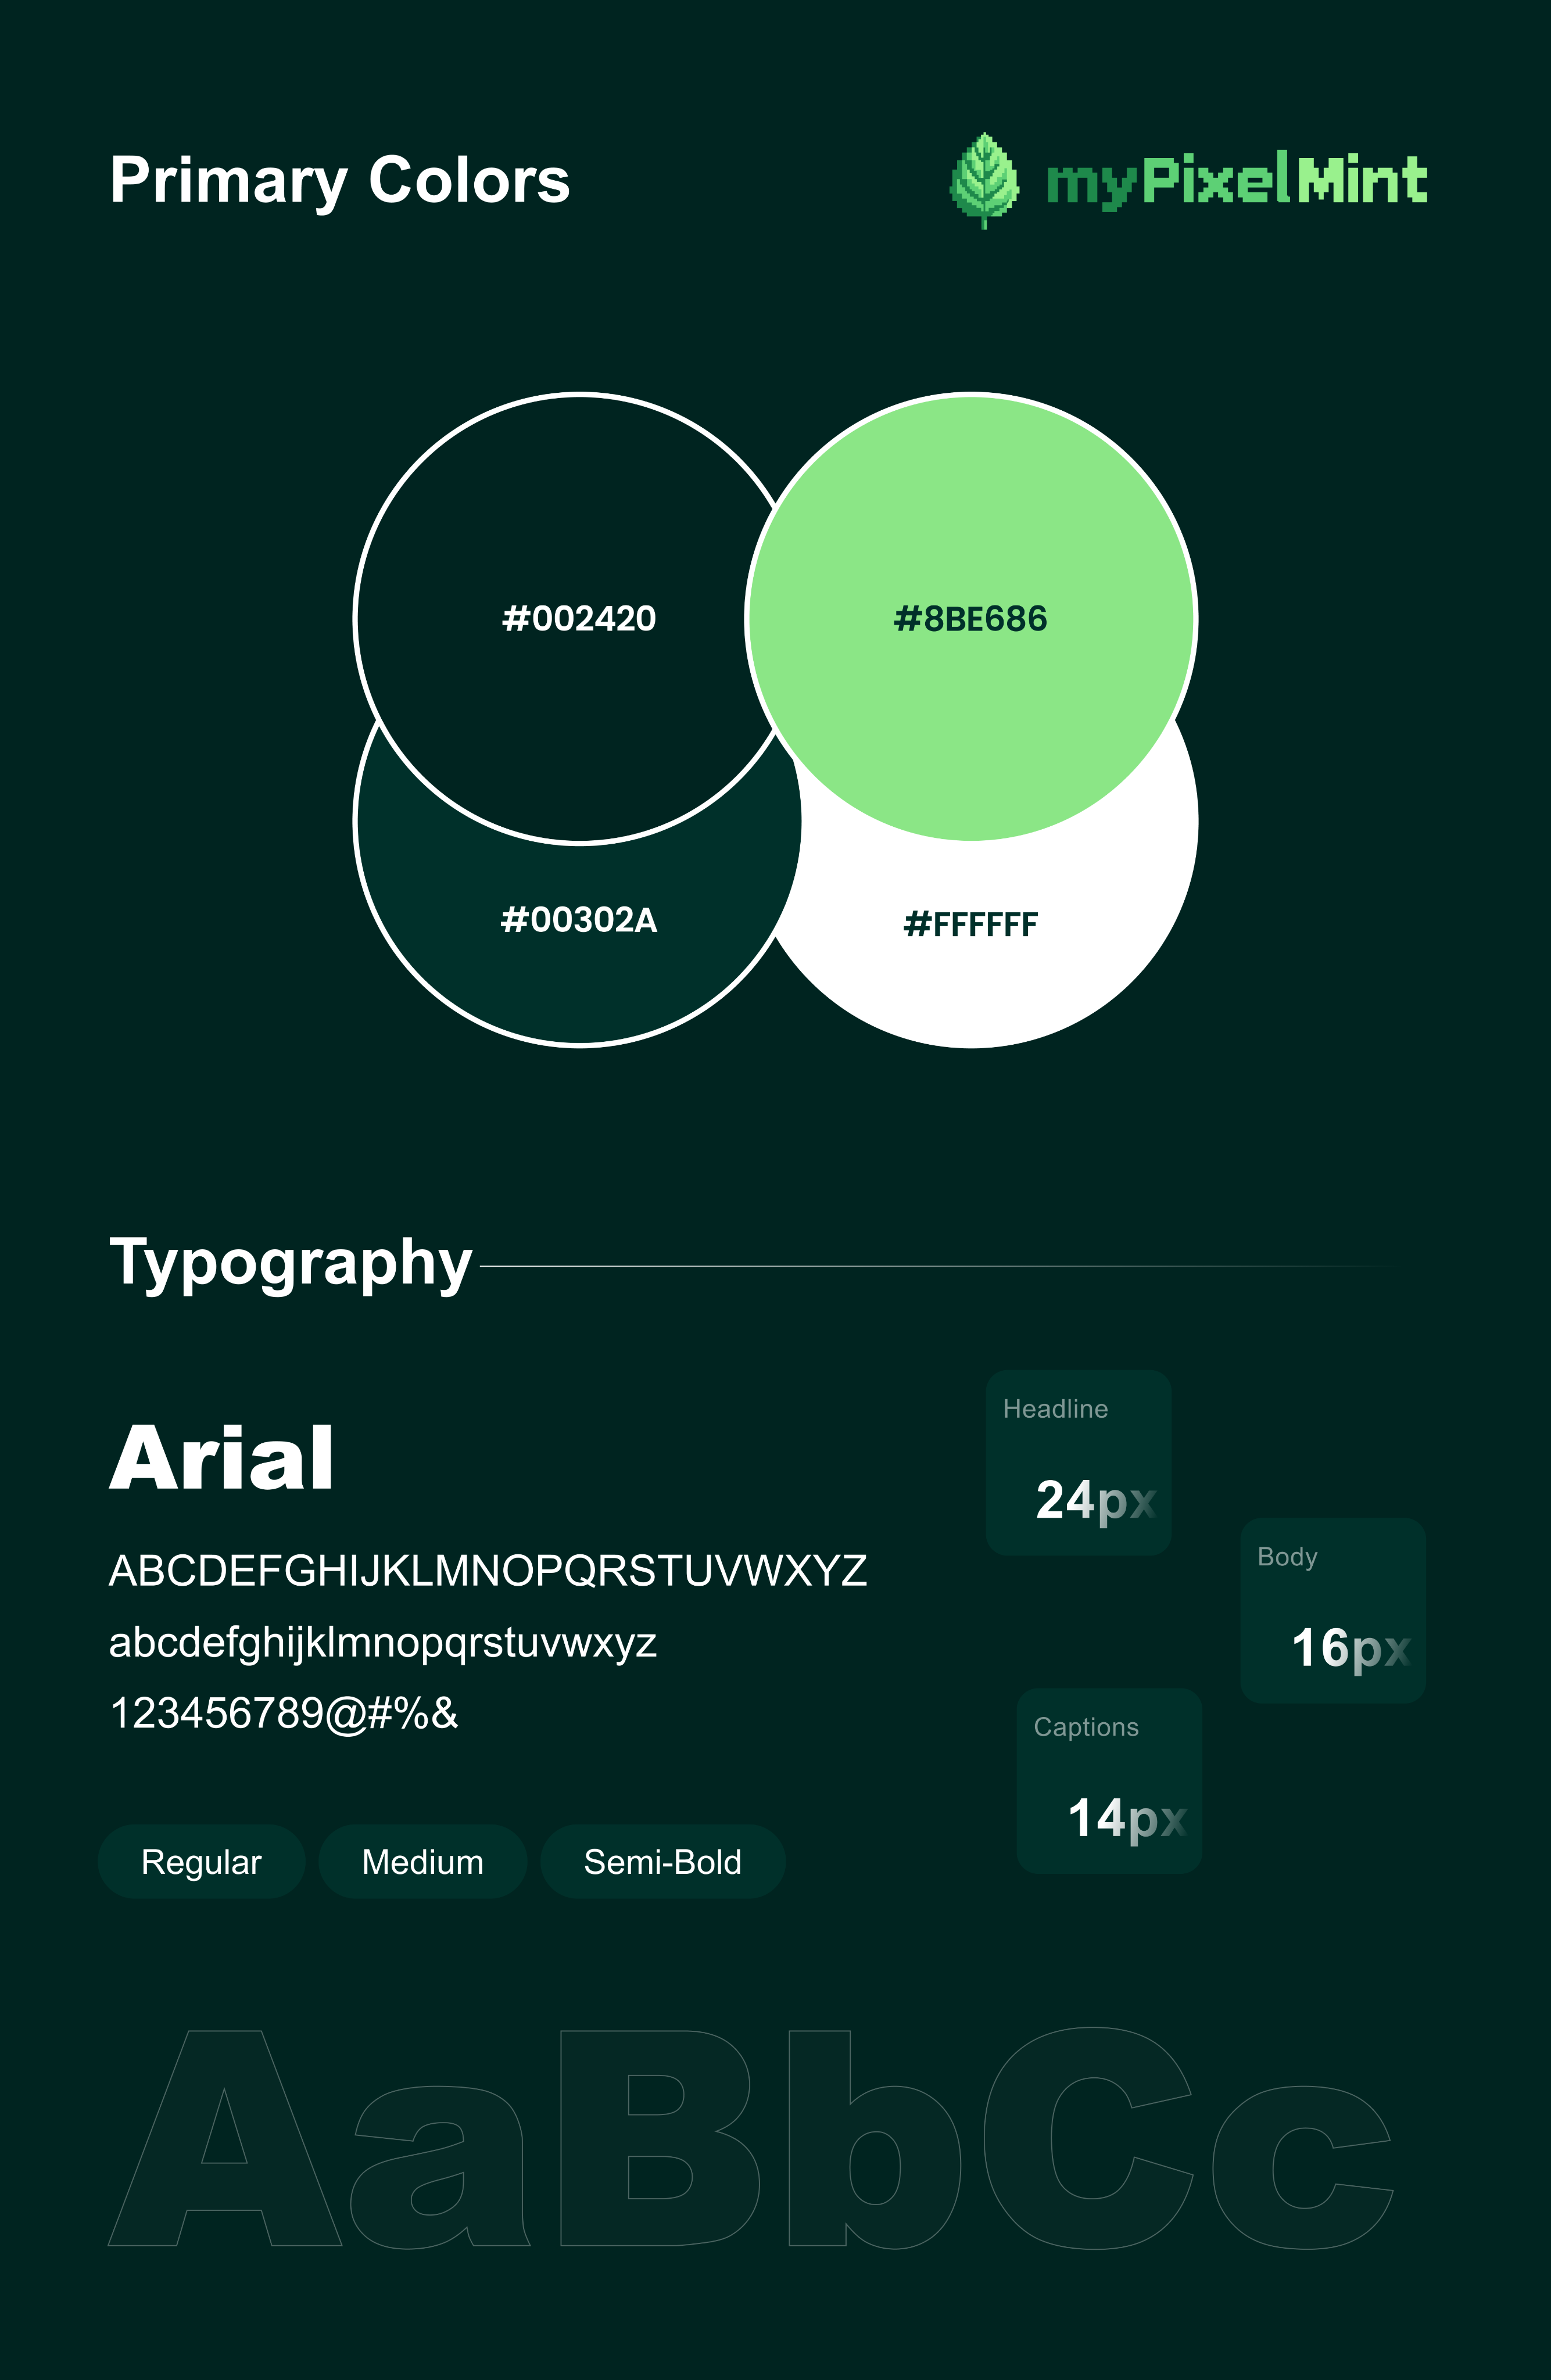 Primary Colors
myPixelMint
#002420
#8BE686
#00302A
#FFFFFF
Typography
Arial
ABCDEFGHIJKLMNOPQRSTUVWXYZ
abcdefghijklmnopqrstuvwxyz
123456789@#%&
Regular
Medium
Semi-Bold
Headline
24px
Body
16px
Captions
14px
AaBbCc